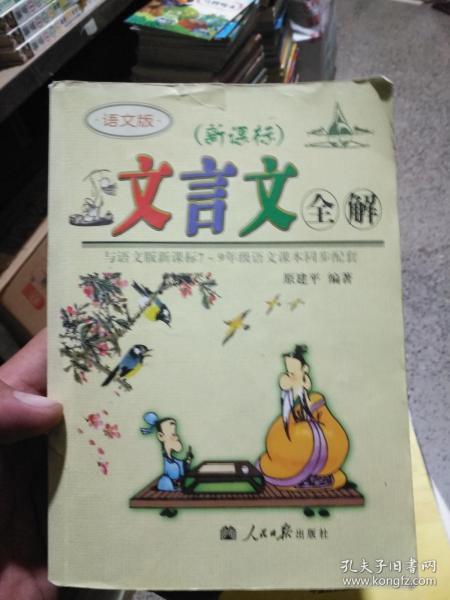 语文版
(新课标)
文言文全解
与语文版新课标7~9年级语文课本同步配套
原建平 编著
人民日报出版社
孔夫子旧书网
www.kongfz.com